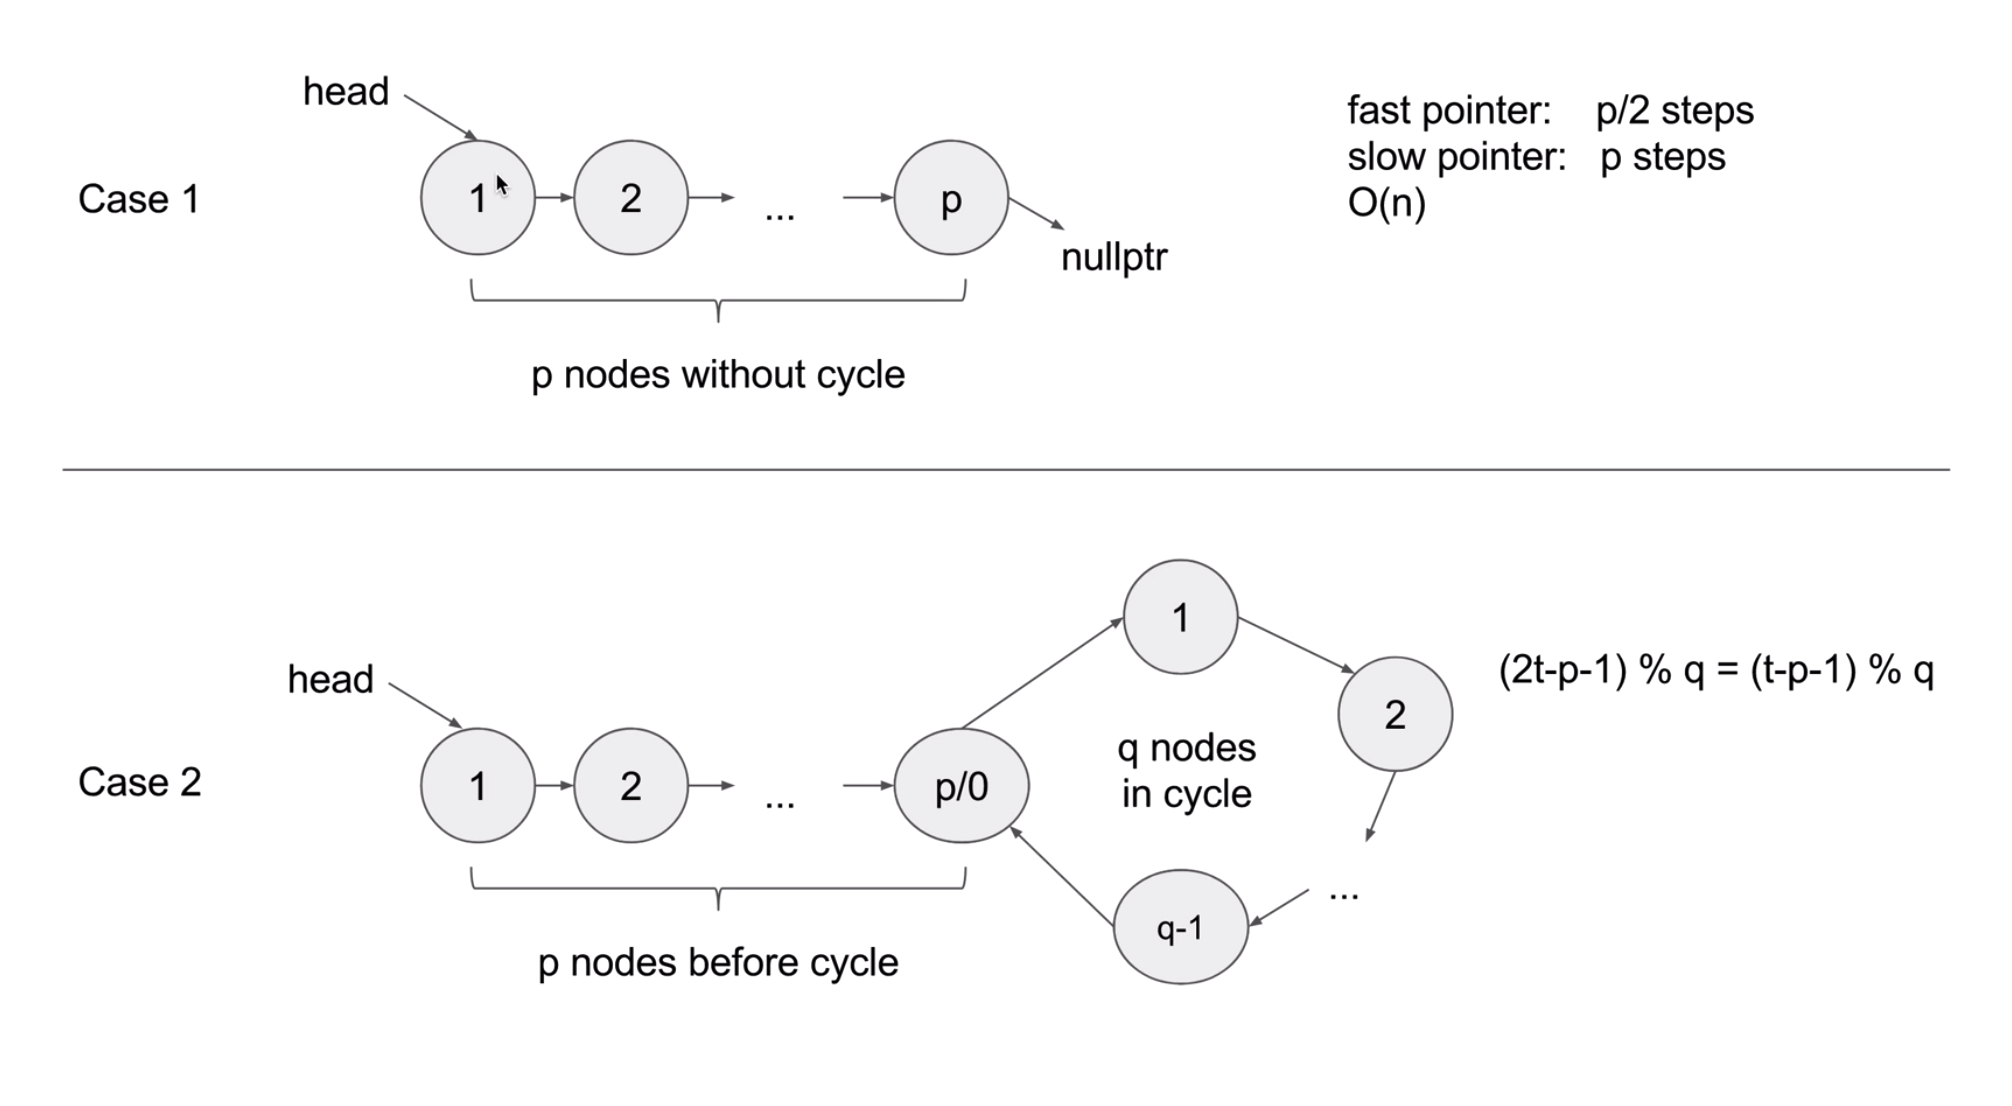 head
fast pointer: p/2 steps
slow pointer: p steps
O(n)
Case 1
1
2
...
p
nullptr
p nodes without cycle
1
2
(2t-p-1) % q = (t-p-1) % q
head
q nodes
in cycle
Case 2
1
2
...
p/0
...
q-1
p nodes before cycle